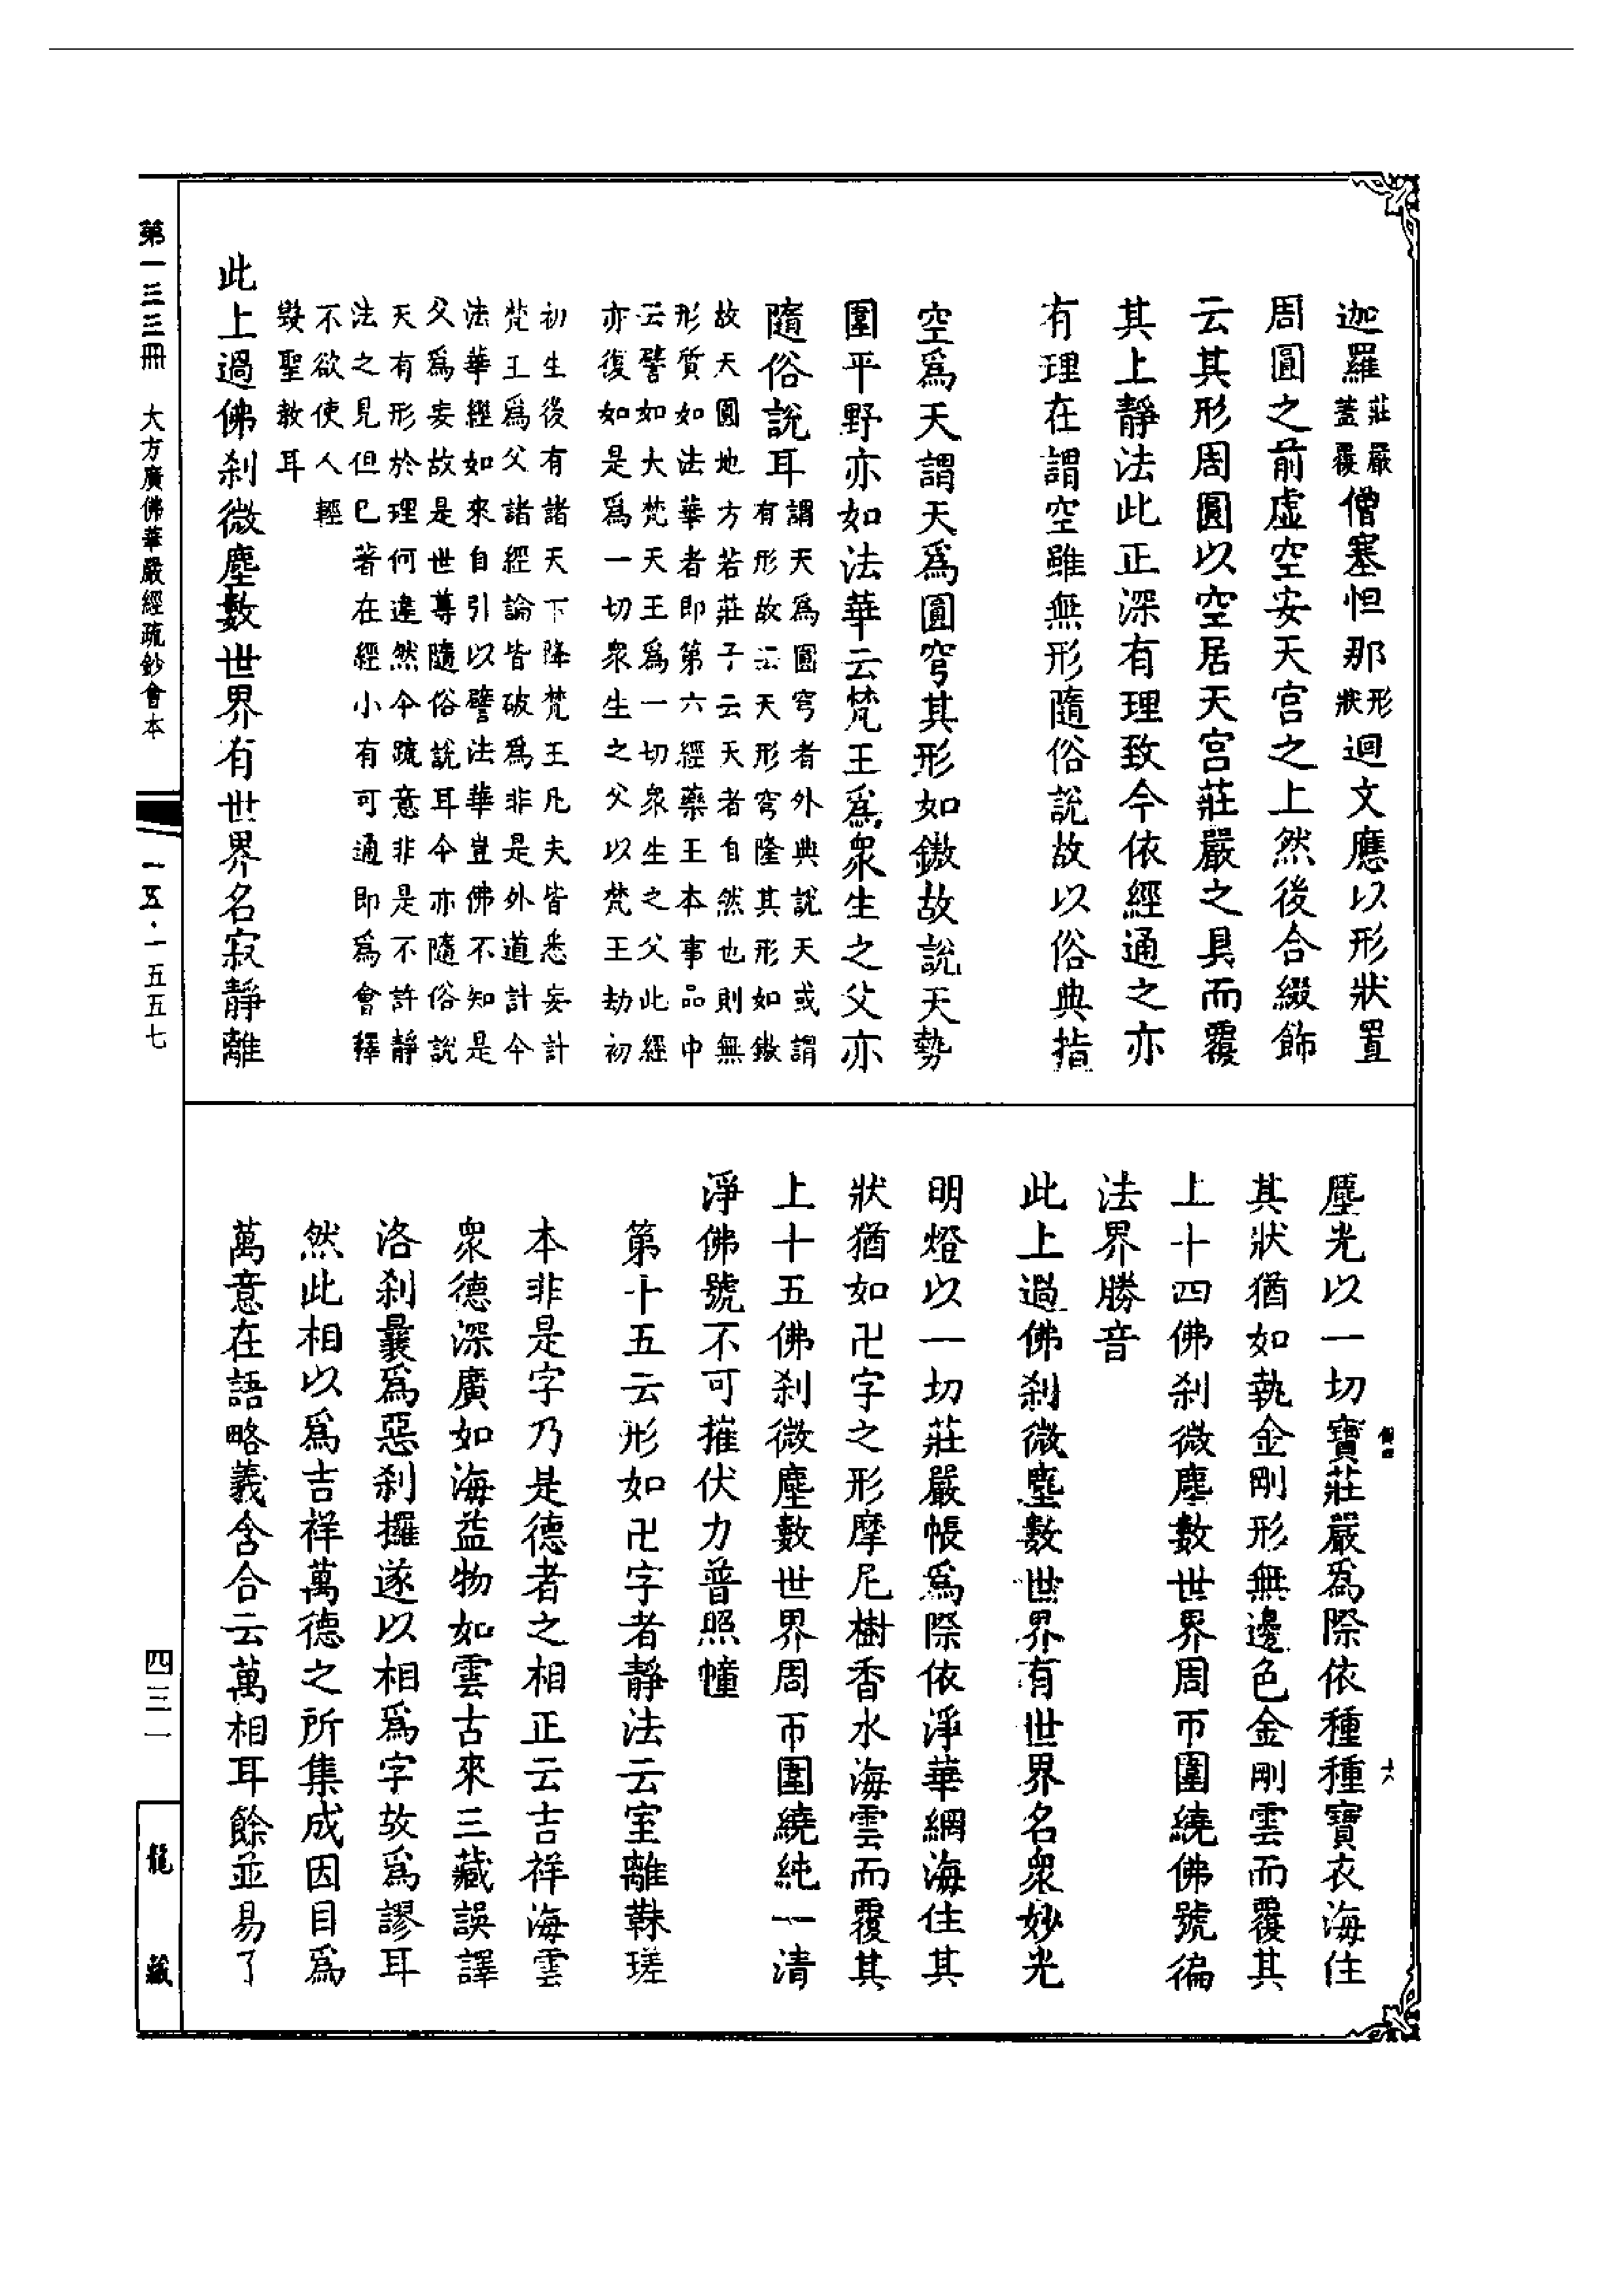 迦羅莊嚴蓋覆僧塞怛那形狀迴文應以形狀置
周圓之前虛空安天宮之上然後合綴飾
云其形周圓以空居天宮莊嚴之具而覆
其上靜法此正深有理致今依經通之亦
有理在謂空雖無形隨俗說故以俗典指
空爲天謂天爲圓穹其形如鏾故說天勢
圍平野亦如法華云梵王爲衆生之父亦
隨俗說耳
謂天爲圓穹者外典說天或謂
有形故云天形穹隆其形如鏾
故天圓地方若莊子云天者自然也則無
形質如法華者即第六經藥王本事品中
云譬如大梵天王爲一切衆生之父此經
亦復如是爲一切衆生之父以梵王劫初
初生後有諸天下降梵王凡夫皆悉妄計
梵王爲父諸經論皆破爲非是外道計今
法華經如來自引以譬法華豈佛不知是
父爲妄故是世尊隨俗說耳今亦隨俗說
天有形於理何違然今疏意非是不許靜
法之見但巳著在經小有可通即爲會釋
不欲使人輕
毀聖教耳
此上過佛刹微塵數世界有世界名寂靜離
塵光以一切寶莊嚴爲際依種種寶衣海住
其狀猶如執金剛形無邊色金剛雲而覆其
上十四佛刹微塵數世界周帀圍繞佛號徧
法界勝音
此上過佛刹微塵數世界有世界名衆妙光
明燈以一切莊嚴帳爲際依淨華網海住其
狀猶如卍字之形摩尼樹香水海雲而覆其
上十五佛刹微塵數世界周帀圍繞純一清
淨佛號不可摧伏力普照幢
第十五云形如卍字者靜法云室離靺瑳
本非是字乃是德者之相正云吉祥海雲
衆德深廣如海益物如雲古來三藏誤譯
洛刹曩爲惡刹攞遂以相爲字故爲謬耳
然此相以爲吉祥萬德之所集成因目爲
萬意在語略義含合云萬相耳餘並易了
第一三三冊　大方廣佛華嚴經疏鈔會本
一五·一五五七
四三一
龍藏